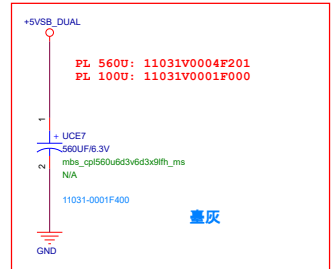 +5VSB_DUAL
PL 560U: 11031V0004F201
PL 100U: 11031V0001F000
1
+ UCE7
560UF/6.3V
2
mbs_cpl560u6d3v6d3x9lfh_ms
N/A
11031-0001F400
臺灰
GND